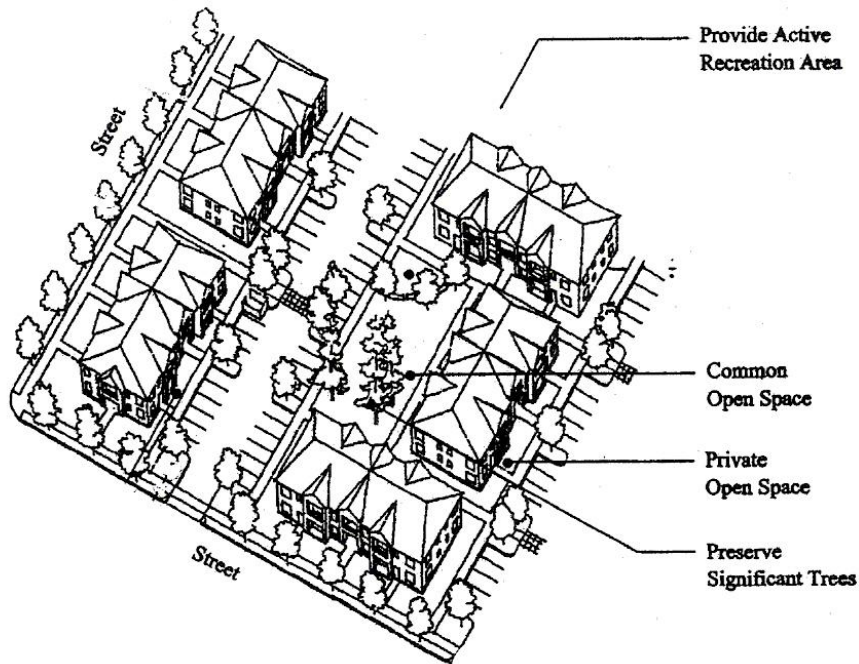 Provide Active
Recreation Area
Street
Common
Open Space
Private
Open Space
Street
Preserve
Significant Trees